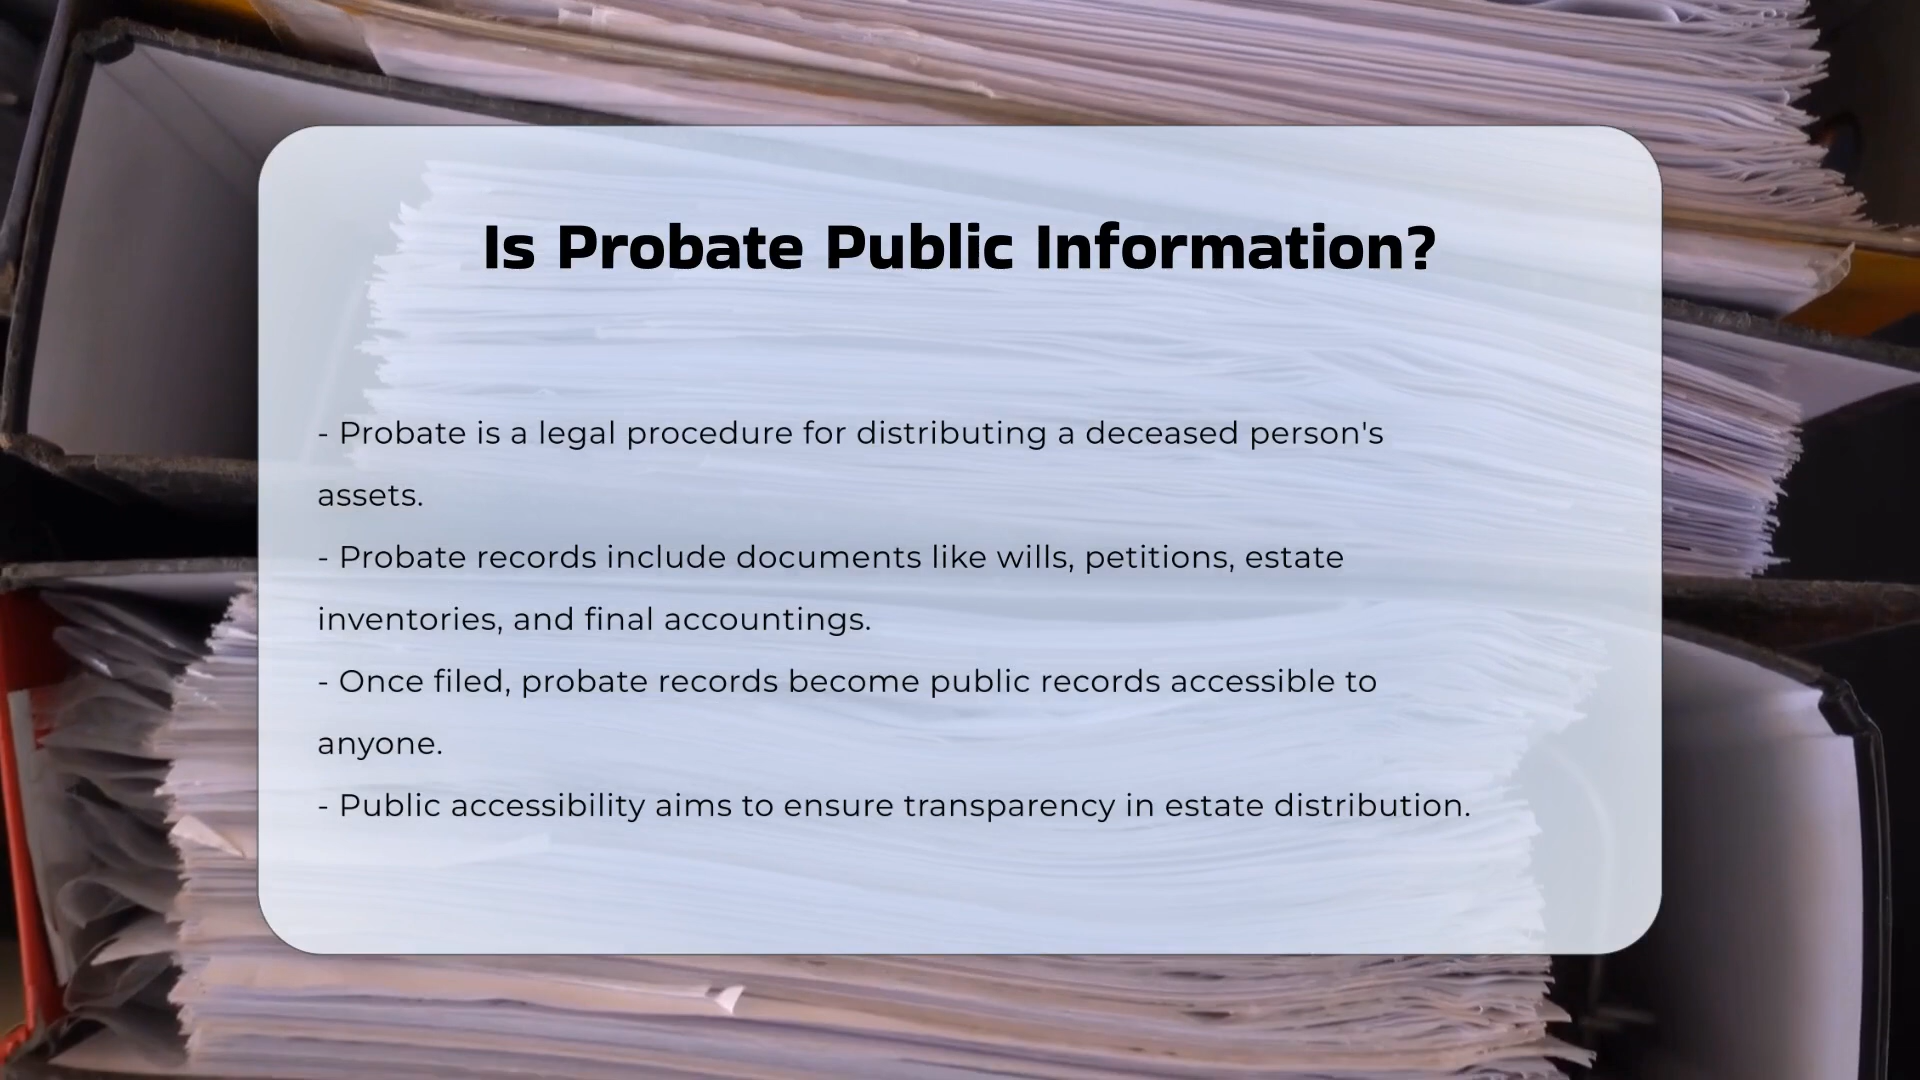 Is Probate Public Information?
- Probate is a legal procedure for distributing a deceased person's
assets.
- Probate records include documents like wills, petitions, estate
inventories, and final accountings.
- Once filed, probate records become public records accessible to
anyone.
- Public accessibility aims to ensure transparency in estate distribution.